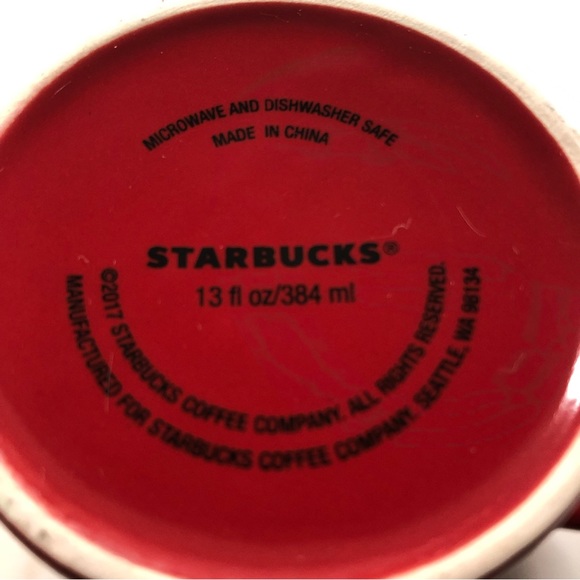 MICROWAVE AND DISHWASHER SAFE
MADE IN CHINA
STARBUCKS®
13 fl oz/384 ml
©2017 STARBUCKS COFFEE COMPANY. ALL RIGHTS RESERVED.
MANUFACTURED FOR STARBUCKS COFFEE COMPANY. SEATTLE, WA 98134